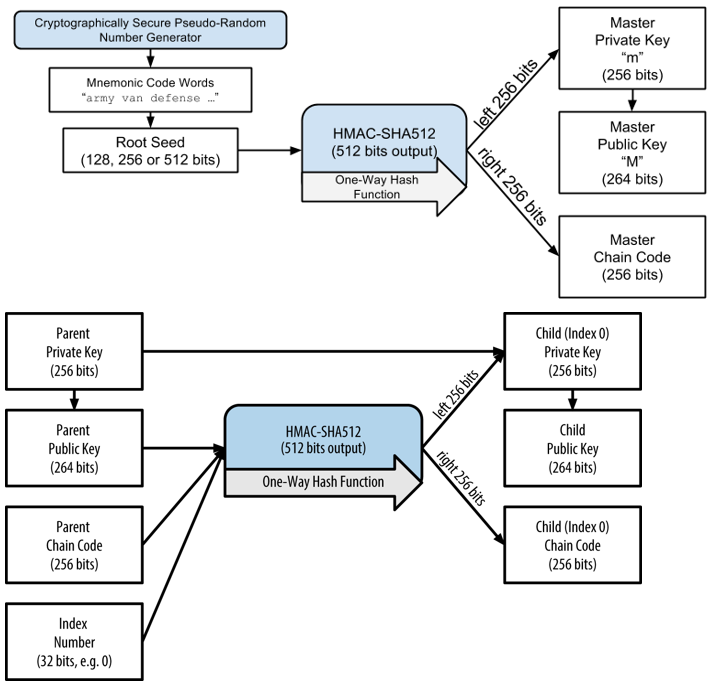 Cryptographically Secure Pseudo-Random
Number Generator
Mnemonic Code Words
“army van defense …”
Root Seed
(128, 256 or 512 bits)
HMAC-SHA512
(512 bits output)
One-Way Hash
Function
left 256 bits
right 256 bits
Master
Private Key
“m”
(256 bits)
Master
Public Key
“M”
(264 bits)
Master
Chain Code
(256 bits)
Parent
Private Key
(256 bits)
Parent
Public Key
(264 bits)
Parent
Chain Code
(256 bits)
Index
Number
(32 bits, e.g. 0)
HMAC-SHA512
(512 bits output)
One-Way Hash Function
left 256 bits
right 256 bits
Child (Index 0)
Private Key
(256 bits)
Child
Public Key
(264 bits)
Child (Index 0)
Chain Code
(256 bits)